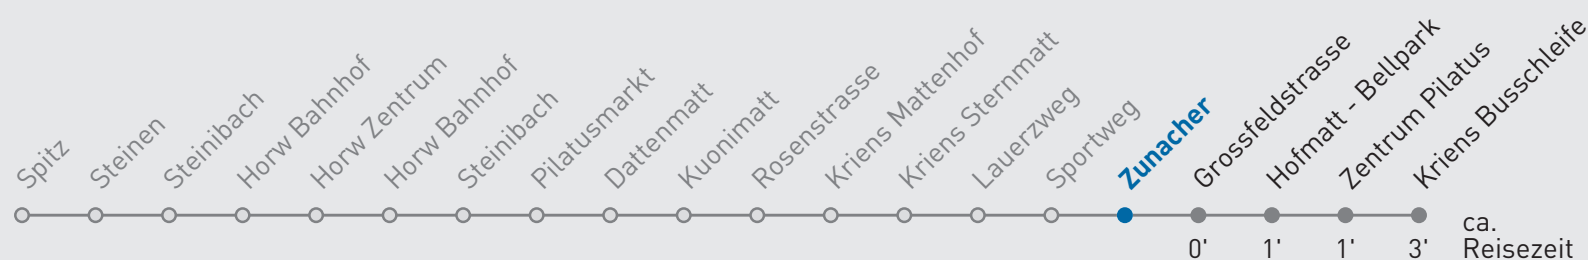 Spitz
Steinen
Steinibach
Horw Bahnhof
Horw Zentrum
Horw Bahnhof
Steinibach
Pilatusmarkt
Dattenmatt
Kuonimatt
Rosenstrasse
Kriens Mattenhof
Kriens Sternmatt
Lauerzweg
Sportweg
Zunacher
Grossfeldstrasse
Hofmatt - Bellpark
Zentrum Pilatus
Kriens Busschleife
0' 1' 1' 3'
ca.
Reisezeit